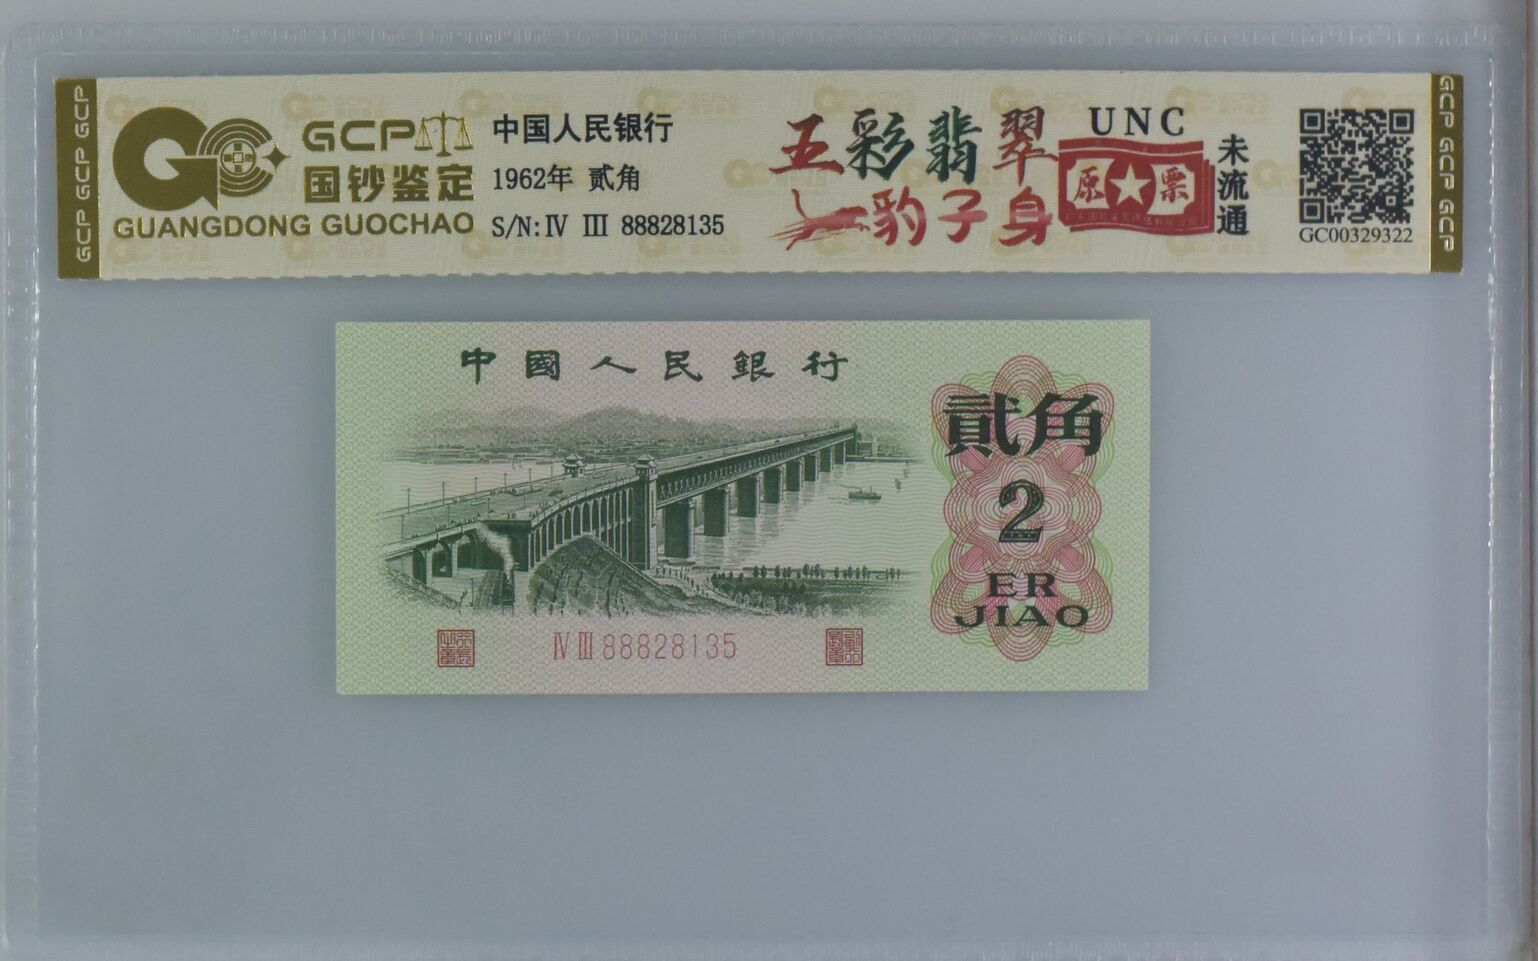 GCP GCP GCP
GCP
国钞鉴定
GUANGDONG GUOCHAO
中国人民银行
1962年 贰角
S/N: IV III 88828135
五彩翡翠
豹子身
UNC
原票
未流通
GC00329322
GCP GCP GCP
中國人民銀行
貳角
2
ER
JIAO
IV III 88828135